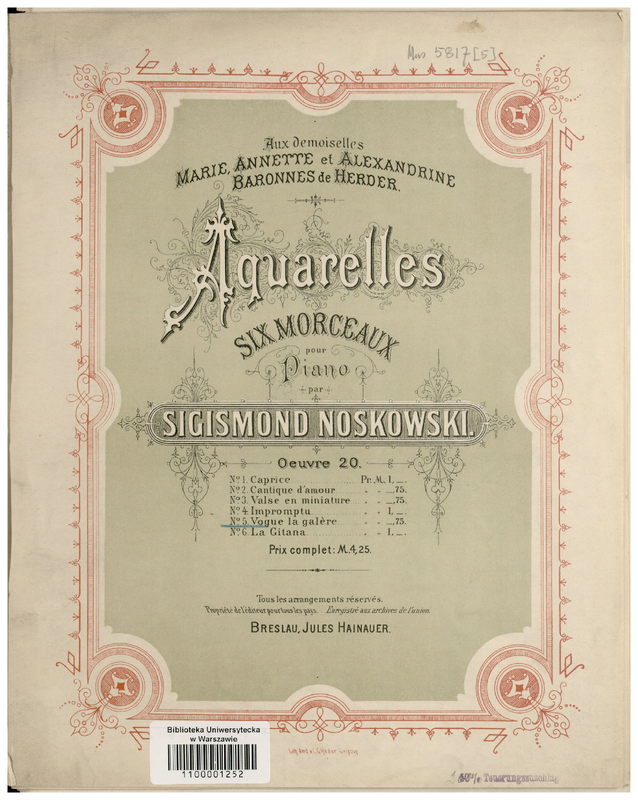 Mus 5817 [5]
Aux demoiselles
MARIE, ANNETTE et ALEXANDRINE
BARONNES de HERDER.
Aquarelles
SIX MORCEAUX
pour
Piano
par
SIGISMOND NOSKOWSKI.
Oeuvre 20.
No 1. Caprice Pr. M. 1, _.
No 2. Cantique d'amour " " _,75.
No 3. Valse en miniature " " _,75.
No 4. Impromptu " " 1, _.
No 5. Vogue la galère " " _,75.
No 6. La Gitana " " 1, _.
Prix complet: M. 4,25.
Tous les arrangements réservés.
Propriété de l'éditeur pour tous les pays. Enregistré aux archives de l'union.
BRESLAU, JULES HAINAUER.
Biblioteka Uniwersytecka
w Warszawie
1100001252
Leipzig
% Teuerungszuschlag